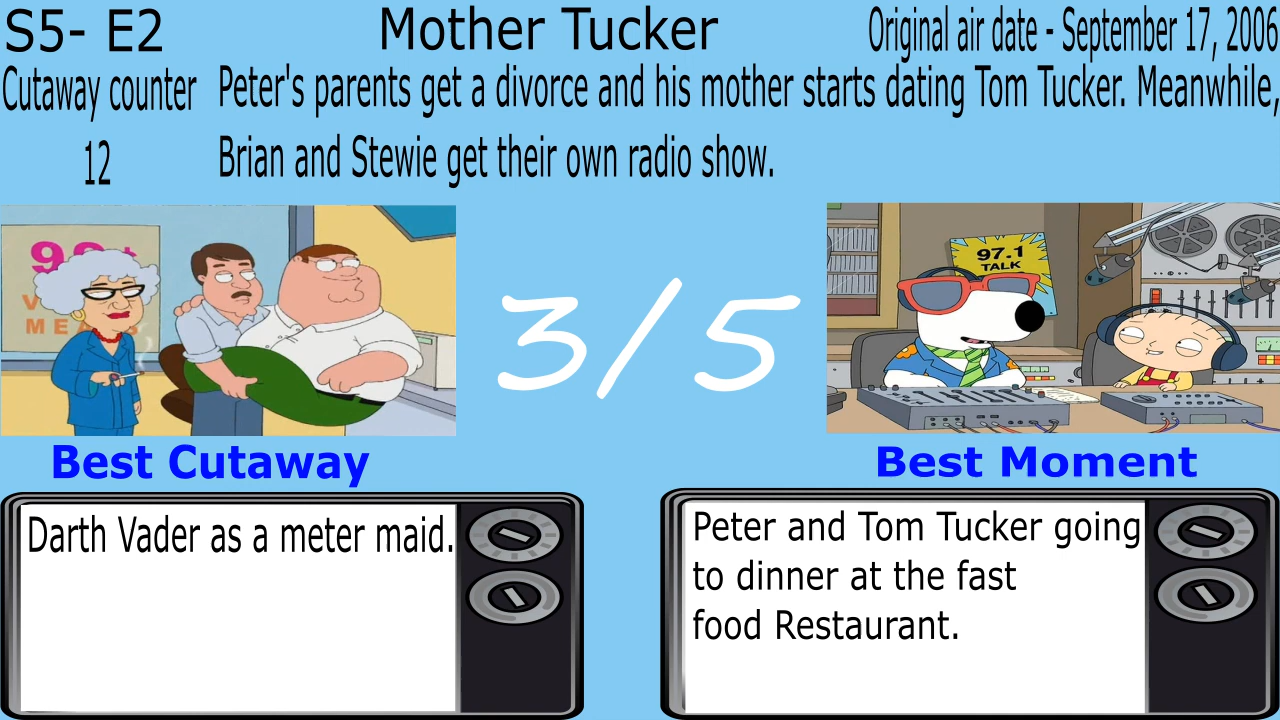 S5- E2
Mother Tucker
Original air date - September 17, 2006
Cutaway counter
12
Peter's parents get a divorce and his mother starts dating Tom Tucker. Meanwhile,
Brian and Stewie get their own radio show.
97.1
TALK
3/5
Best Cutaway
Best Moment
Darth Vader as a meter maid.
Peter and Tom Tucker going
to dinner at the fast
food Restaurant.